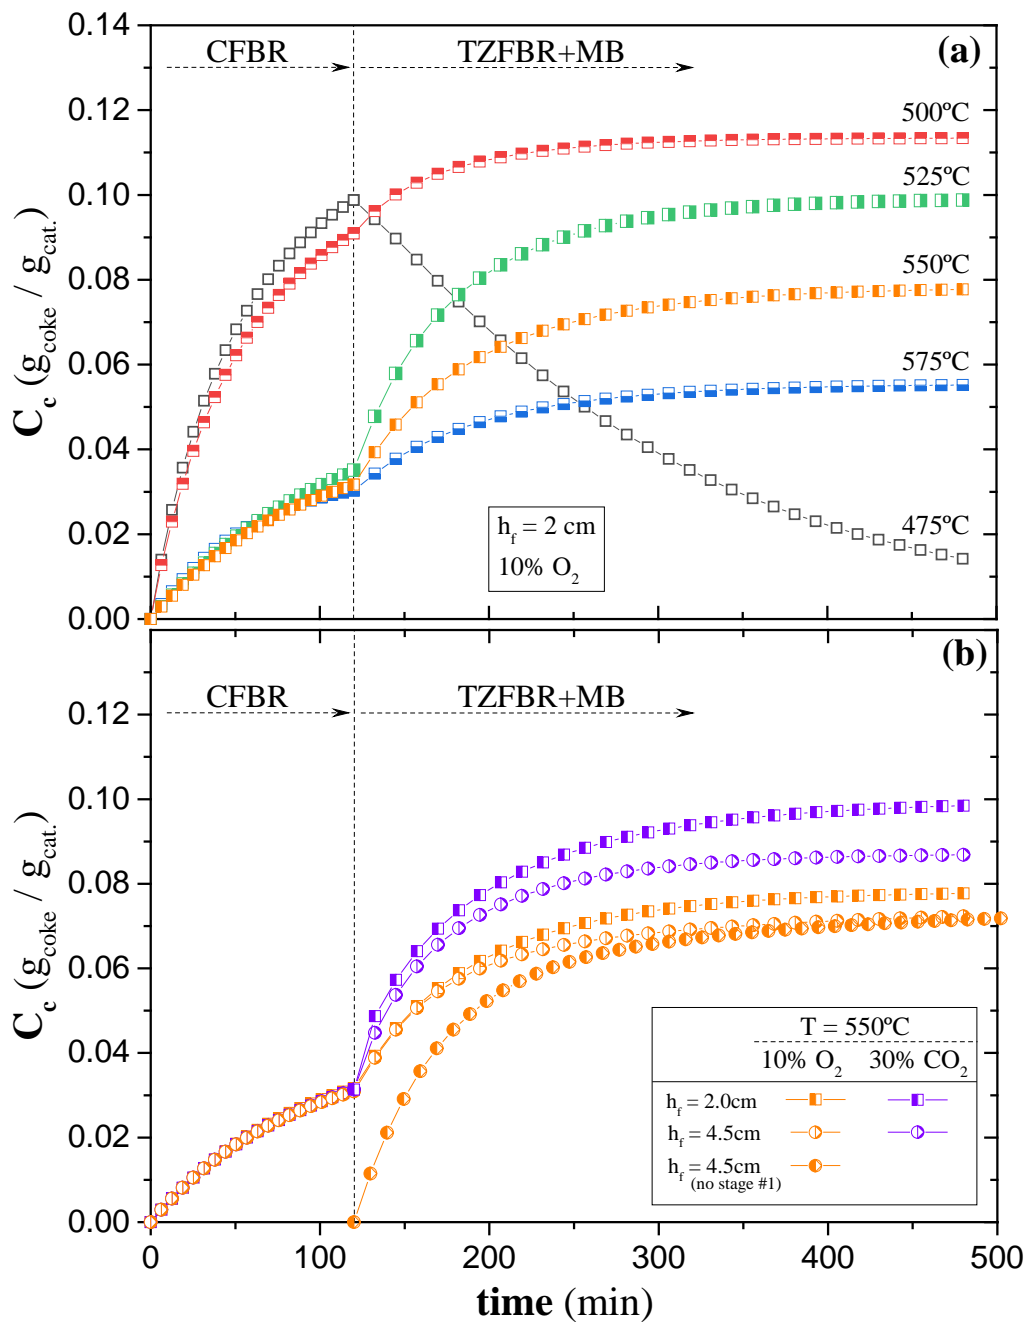 (a)
CFBR TZFBR+MB
0.14
0.12
0.10
0.08
0.06
0.04
0.02
0.00
C_c (g_coke / g_cat.)
500ºC
525ºC
550ºC
575ºC
475ºC
h_f = 2 cm
10% O_2
(b)
CFBR TZFBR+MB
0.12
0.10
0.08
0.06
0.04
0.02
0.00
C_c (g_coke / g_cat.)
T = 550ºC
10% O_2 30% CO_2
h_f = 2.0cm
h_f = 4.5cm
h_f = 4.5cm
(no stage #1)
0 100 200 300 400 500
time (min)